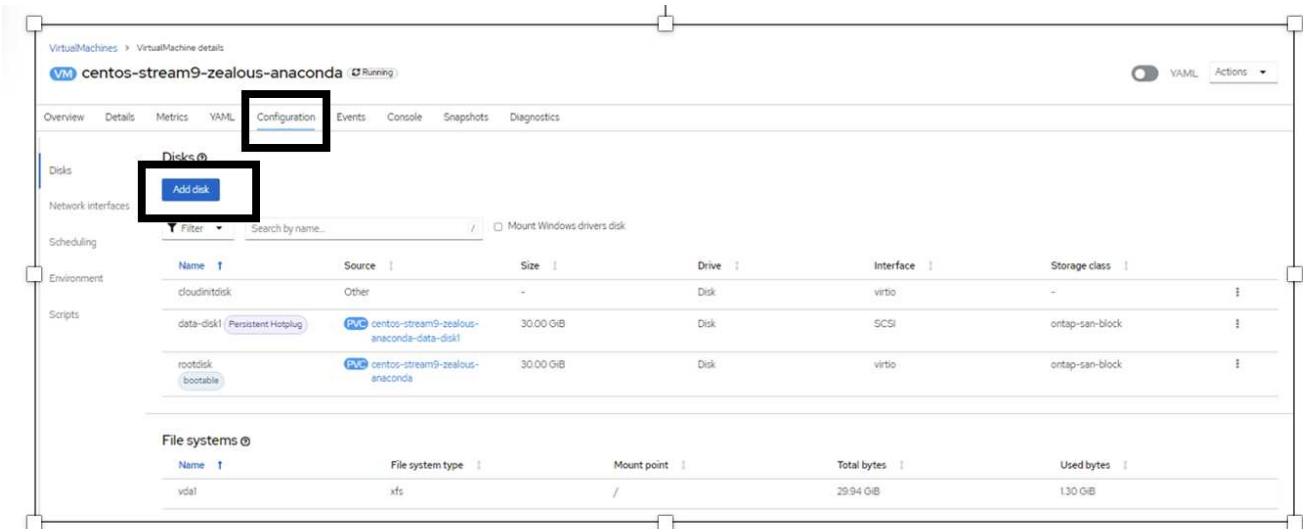 VirtualMachines > VirtualMachine details
VM centos-stream9-zealous-anaconda Running
YAML Actions
Overview Details Metrics YAML Configuration Events Console Snapshots Diagnostics
Disks
Network interfaces
Scheduling
Environment
Scripts
Disks
Add disk
Filter Search by name... / Mount Windows drivers disk
Name Source Size Drive Interface Storage class
cloudinitdisk Other - Disk virtio -
data-disk1 Persistent Hotplug PVC centos-stream9-zealous- 30.00 GiB Disk SCSI ontap-san-block
anaconda-data-disk1
rootdisk PVC centos-stream9-zealous- 30.00 GiB Disk virtio ontap-san-block
bootable anaconda
File systems
Name File system type Mount point Total bytes Used bytes
vda1 xfs / 29.94 GiB 1.30 GiB